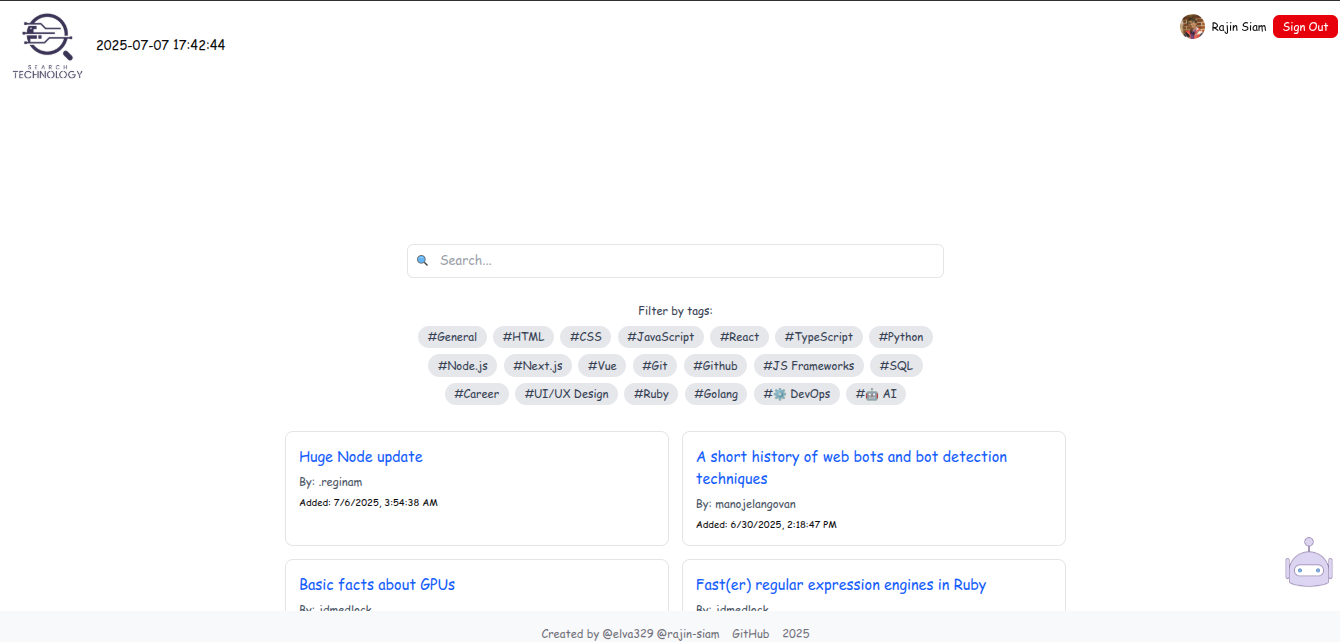 SEARCH
TECHNOLOGY
2025-07-07 17:42:44
Rajin Siam
Sign Out
Search...
Filter by tags:
#General #HTML #CSS #JavaScript #React #TypeScript #Python
#Node.js #Next.js #Vue #Git #Github #JS Frameworks #SQL
#Career #UI/UX Design #Ruby #Golang #⚙️ DevOps #🤖 AI
Huge Node update
By: .reginam
Added: 7/6/2025, 3:54:38 AM
A short history of web bots and bot detection
techniques
By: manojelangovan
Added: 6/30/2025, 2:18:47 PM
Basic facts about GPUs
By: jdmedlock
Fast(er) regular expression engines in Ruby
By: jdmedlock
Created by @elva329 @rajin-siam GitHub 2025